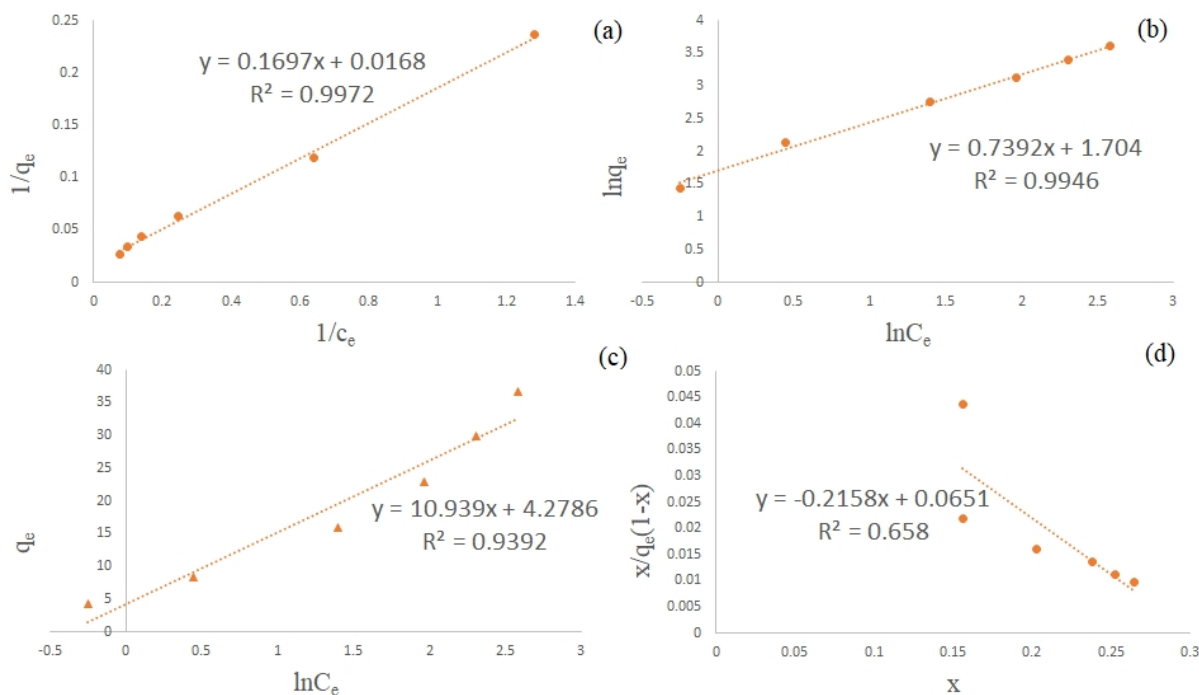 (a)
y = 0.1697x + 0.0168
R² = 0.9972
1/qₑ
0.25
0.2
0.15
0.1
0.05
0
0 0.2 0.4 0.6 0.8 1 1.2 1.4
1/cₑ
(b)
y = 0.7392x + 1.704
R² = 0.9946
lnqₑ
4
3.5
3
2.5
2
1.5
1
0.5
0
-0.5 0 0.5 1 1.5 2 2.5 3
lnCₑ
(c)
y = 10.939x + 4.2786
R² = 0.9392
qₑ
40
35
30
25
20
15
10
5
0
-0.5 0 0.5 1 1.5 2 2.5 3
lnCₑ
(d)
y = -0.2158x + 0.0651
R² = 0.658
x/qₑ(1-x)
0.05
0.045
0.04
0.035
0.03
0.025
0.02
0.015
0.01
0.005
0
0 0.05 0.1 0.15 0.2 0.25 0.3
x